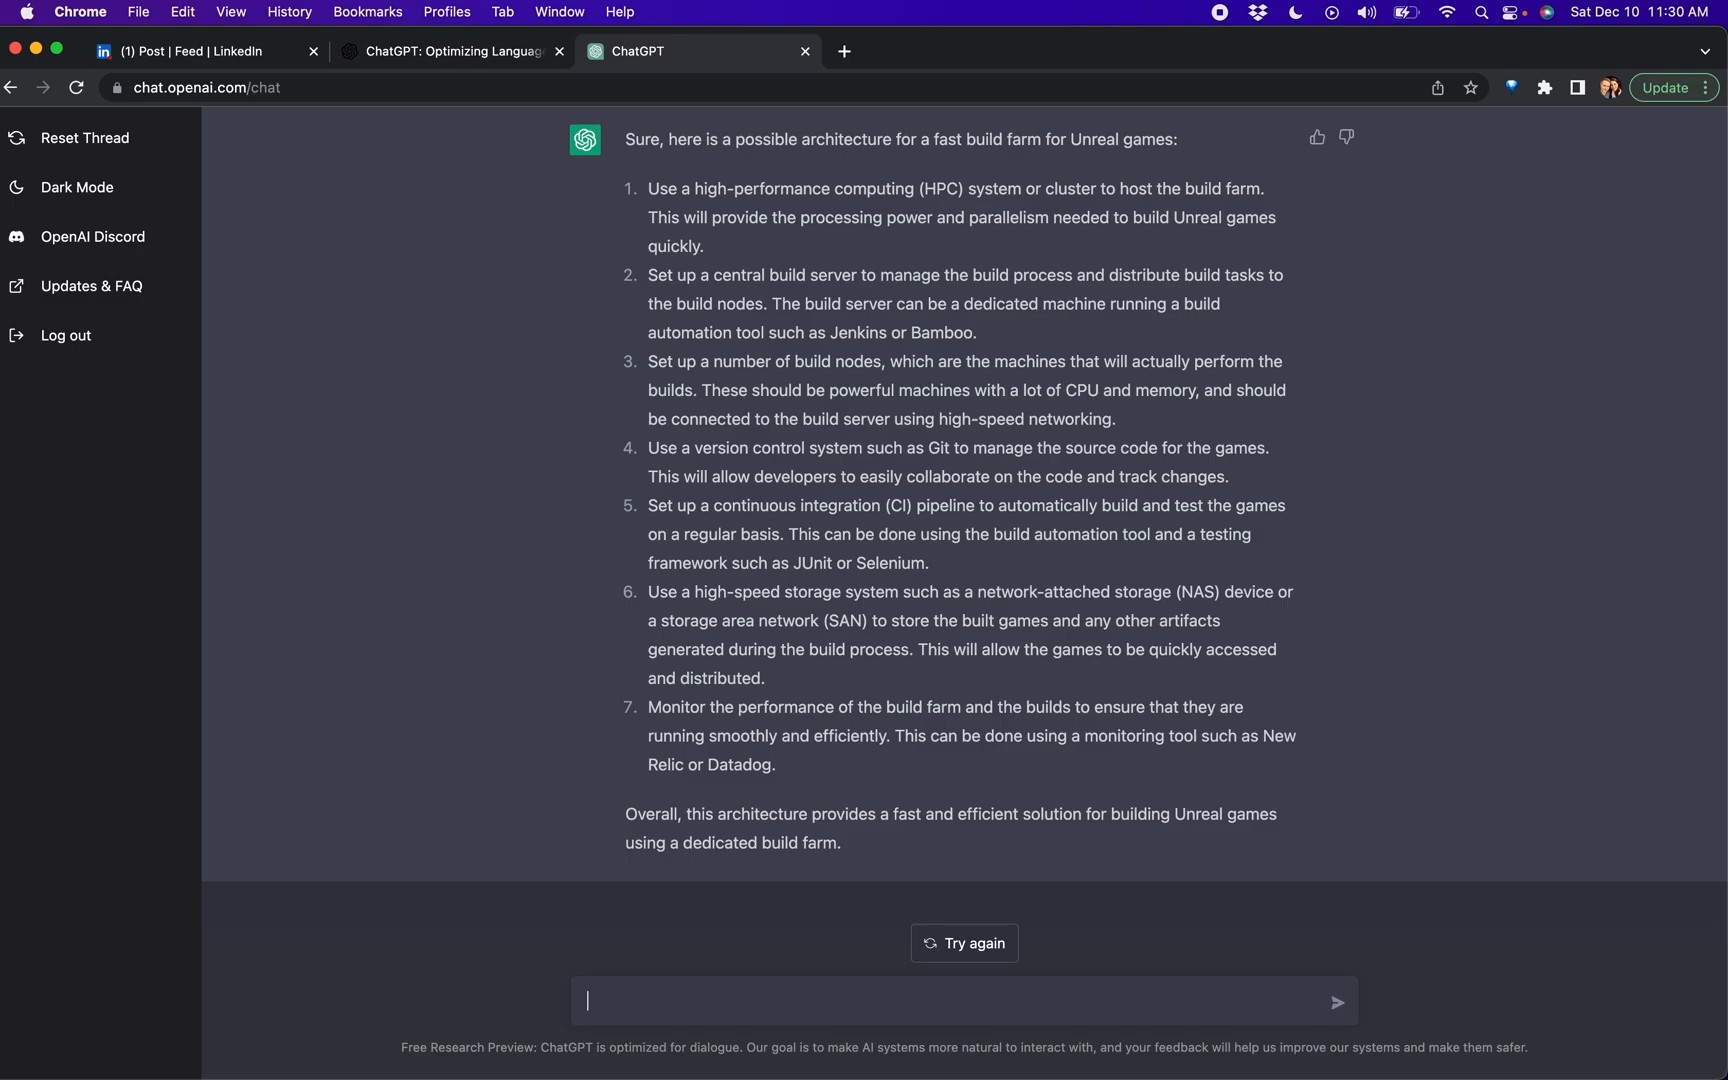 Chrome File Edit View History Bookmarks Profiles Tab Window Help Sat Dec 10 11:30 AM
(1) Post | Feed | LinkedIn ChatGPT: Optimizing Languag ChatGPT
chat.openai.com/chat Update
Reset Thread
Dark Mode
OpenAI Discord
Updates & FAQ
Log out
Sure, here is a possible architecture for a fast build farm for Unreal games:
1. Use a high-performance computing (HPC) system or cluster to host the build farm.
This will provide the processing power and parallelism needed to build Unreal games
quickly.
2. Set up a central build server to manage the build process and distribute build tasks to
the build nodes. The build server can be a dedicated machine running a build
automation tool such as Jenkins or Bamboo.
3. Set up a number of build nodes, which are the machines that will actually perform the
builds. These should be powerful machines with a lot of CPU and memory, and should
be connected to the build server using high-speed networking.
4. Use a version control system such as Git to manage the source code for the games.
This will allow developers to easily collaborate on the code and track changes.
5. Set up a continuous integration (CI) pipeline to automatically build and test the games
on a regular basis. This can be done using the build automation tool and a testing
framework such as JUnit or Selenium.
6. Use a high-speed storage system such as a network-attached storage (NAS) device or
a storage area network (SAN) to store the built games and any other artifacts
generated during the build process. This will allow the games to be quickly accessed
and distributed.
7. Monitor the performance of the build farm and the builds to ensure that they are
running smoothly and efficiently. This can be done using a monitoring tool such as New
Relic or Datadog.
Overall, this architecture provides a fast and efficient solution for building Unreal games
using a dedicated build farm.
Try again
Free Research Preview: ChatGPT is optimized for dialogue. Our goal is to make AI systems more natural to interact with, and your feedback will help us improve our systems and make them safer.